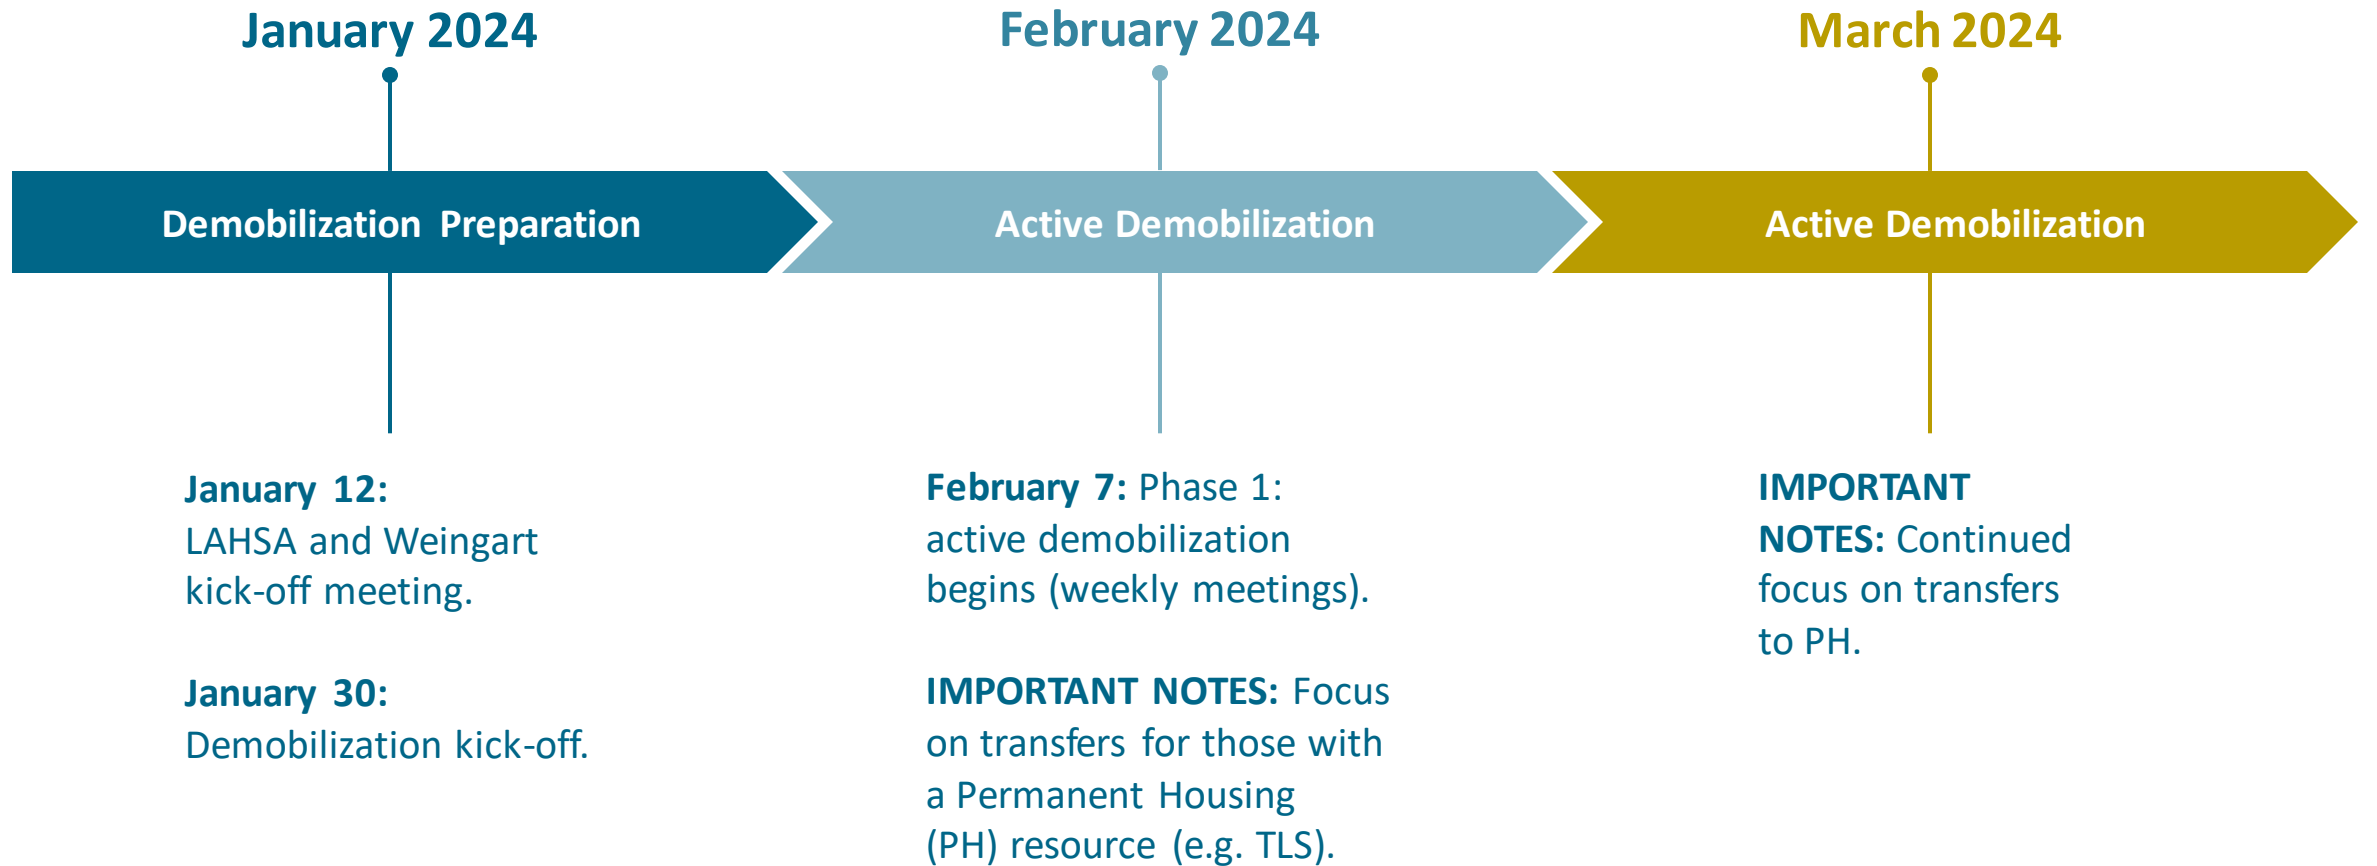 January 2024
February 2024
March 2024
Demobilization Preparation
Active Demobilization
Active Demobilization
January 12:
LAHSA and Weingart
kick-off meeting.
January 30:
Demobilization kick-off.
February 7: Phase 1:
active demobilization
begins (weekly meetings).
IMPORTANT NOTES: Focus
on transfers for those with
a Permanent Housing
(PH) resource (e.g. TLS).
IMPORTANT
NOTES: Continued
focus on transfers
to PH.